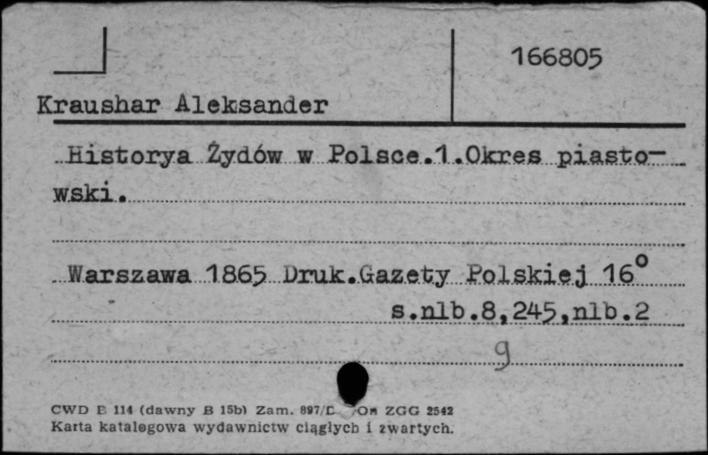 166805
Kraushar Aleksander
Historya Żydów w Polsce.1.Okres piasto-
wski.
Warszawa 1865 Druk.Gazety Polskiej 16°
s.nlb.8,245,nlb.2
9
CWD E 114 (dawny B 15b) Zam. 897/ ZGG 2542
Karta katalogowa wydawnictw ciągłych i zwartych.